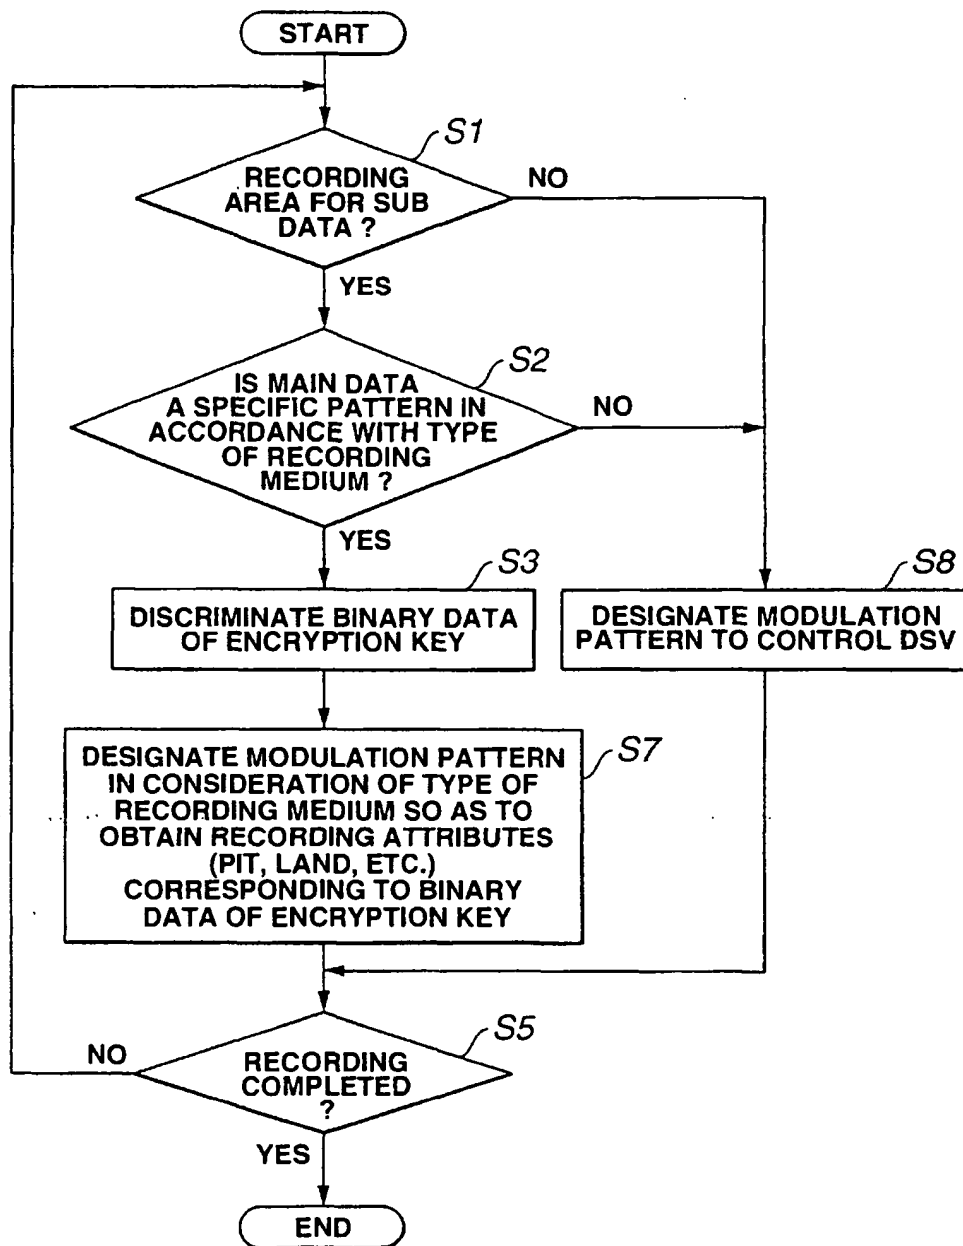 START
S1
RECORDING
AREA FOR SUB
DATA ?
NO
YES
S2
IS MAIN DATA
A SPECIFIC PATTERN IN
ACCORDANCE WITH TYPE
OF RECORDING
MEDIUM ?
NO
YES
S3
DISCRIMINATE BINARY DATA
OF ENCRYPTION KEY
S8
DESIGNATE MODULATION
PATTERN TO CONTROL DSV
S7
DESIGNATE MODULATION PATTERN
IN CONSIDERATION OF TYPE OF
RECORDING MEDIUM SO AS TO
OBTAIN RECORDING ATTRIBUTES
(PIT, LAND, ETC.)
CORRESPONDING TO BINARY
DATA OF ENCRYPTION KEY
S5
NO
RECORDING
COMPLETED
?
YES
END